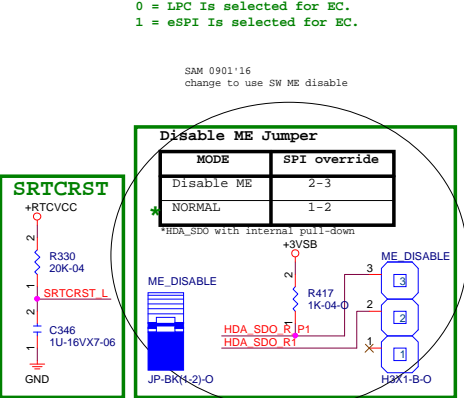 0 = LPC Is selected for EC.
1 = eSPI Is selected for EC.
SAM 0901'16
change to use SW ME disable
Disable ME Jumper
MODE SPI override
Disable ME 2-3
* NORMAL 1-2
*HDA_SDO with internal pull-down
SRTCRST
+RTCVCC
2
R330
20K-04
1
SRTCRST_L
2
C346
1U-16VX7-06
1
GND
+3VSB
2
R417
1K-04-O
1
ME_DISABLE
HDA_SDO_R_P1
HDA_SDO_R1
JP-BK(1-2)-O
ME_DISABLE
3 3
2 2
1 1
H3X1-B-O